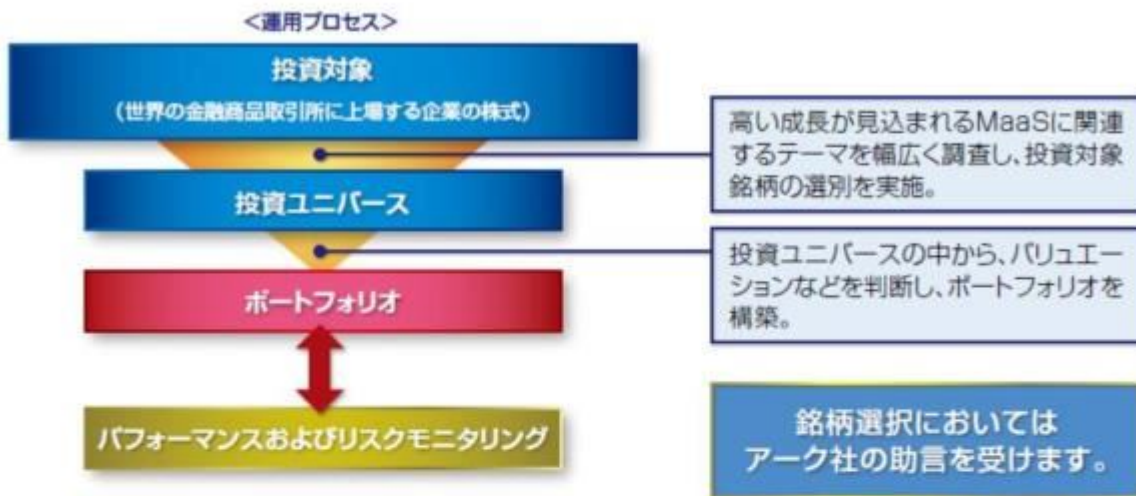 <運用プロセス>
投資対象
（世界の金融商品取引所に上場する企業の株式）
高い成長が見込まれるMaaSに関連
するテーマを幅広く調査し、投資対象
銘柄の選別を実施。
投資ユニバース
投資ユニバースの中から、バリュエー
ションなどを判断し、ポートフォリオを
構築。
ポートフォリオ
パフォーマンスおよびリスクモニタリング
銘柄選択においては
アーク社の助言を受けます。